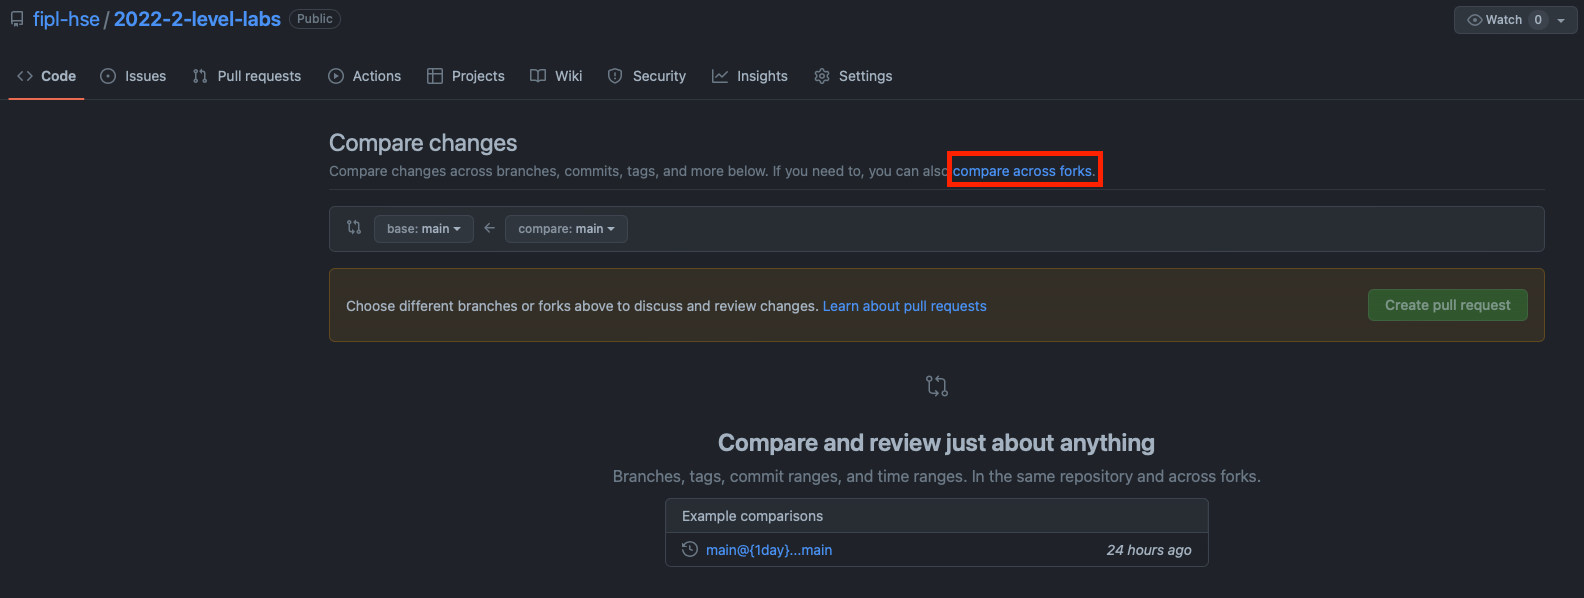 fipl-hse / 2022-2-level-labs Public Watch 0
Code Issues Pull requests Actions Projects Wiki Security Insights Settings
Compare changes
Compare changes across branches, commits, tags, and more below. If you need to, you can also compare across forks.
base: main compare: main
Choose different branches or forks above to discuss and review changes. Learn about pull requests Create pull request
Compare and review just about anything
Branches, tags, commit ranges, and time ranges. In the same repository and across forks.
Example comparisons
main@{1day}...main 24 hours ago